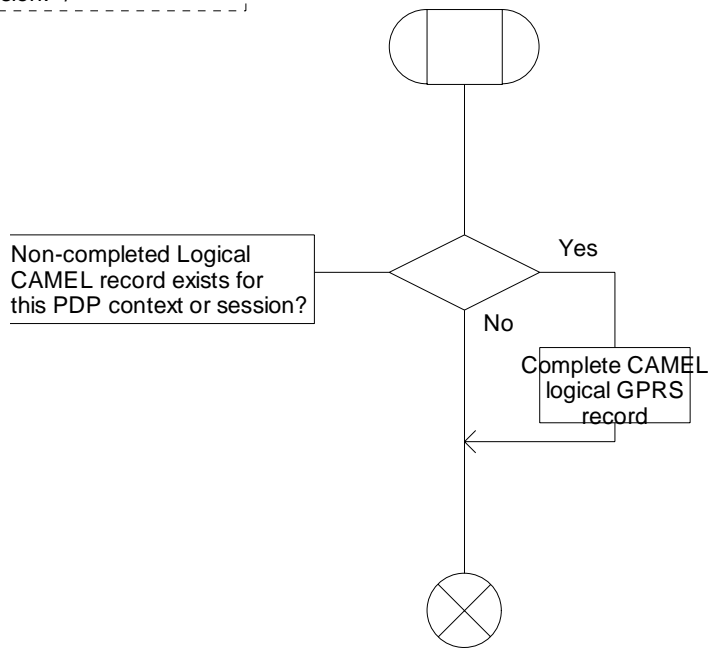 Non-completed Logical
CAMEL record exists for
this PDP context or session?
Yes
No
Complete CAMEL
logical GPRS
record